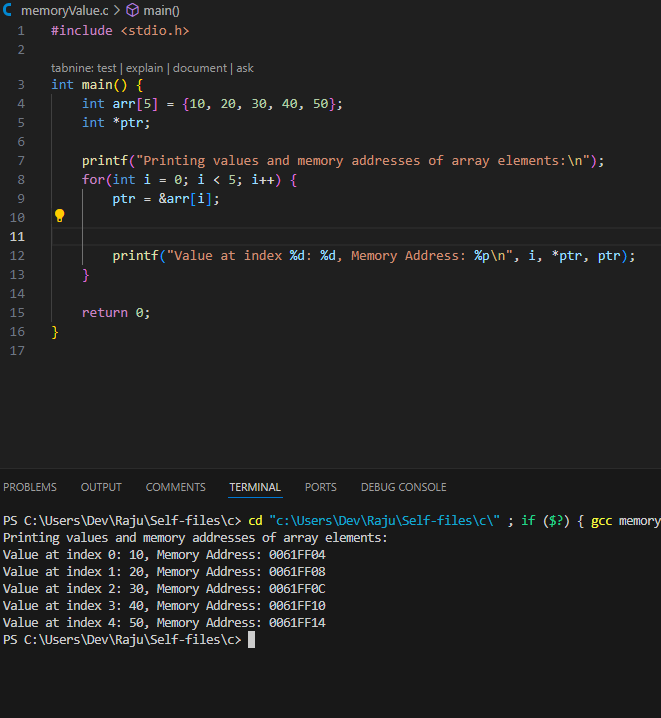 memoryValue.c > main()
1 #include <stdio.h>
2
tabnine: test | explain | document | ask
3 int main() {
4     int arr[5] = {10, 20, 30, 40, 50};
5     int *ptr;
6
7     printf("Printing values and memory addresses of array elements:\n");
8     for(int i = 0; i < 5; i++) {
9         ptr = &arr[i];
10
11
12         printf("Value at index %d: %d, Memory Address: %p\n", i, *ptr, ptr);
13     }
14
15     return 0;
16 }
17
PROBLEMS OUTPUT COMMENTS TERMINAL PORTS DEBUG CONSOLE
PS C:\Users\Dev\Raju\Self-files\c> cd "c:\Users\Dev\Raju\Self-files\c\" ; if ($?) { gcc memory
Printing values and memory addresses of array elements:
Value at index 0: 10, Memory Address: 0061FF04
Value at index 1: 20, Memory Address: 0061FF08
Value at index 2: 30, Memory Address: 0061FF0C
Value at index 3: 40, Memory Address: 0061FF10
Value at index 4: 50, Memory Address: 0061FF14
PS C:\Users\Dev\Raju\Self-files\c>